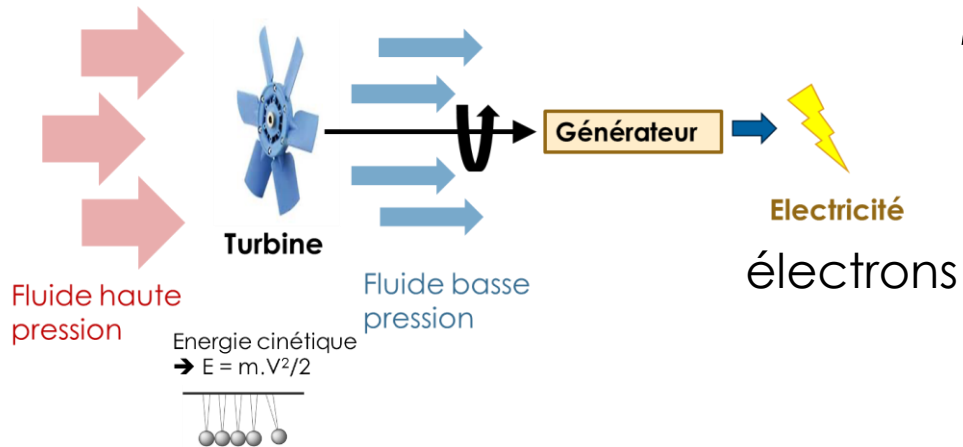 Générateur
Turbine
Electricité
électrons
Fluide haute
pression
Fluide basse
pression
Energie cinétique
➔ E = m.V²/2